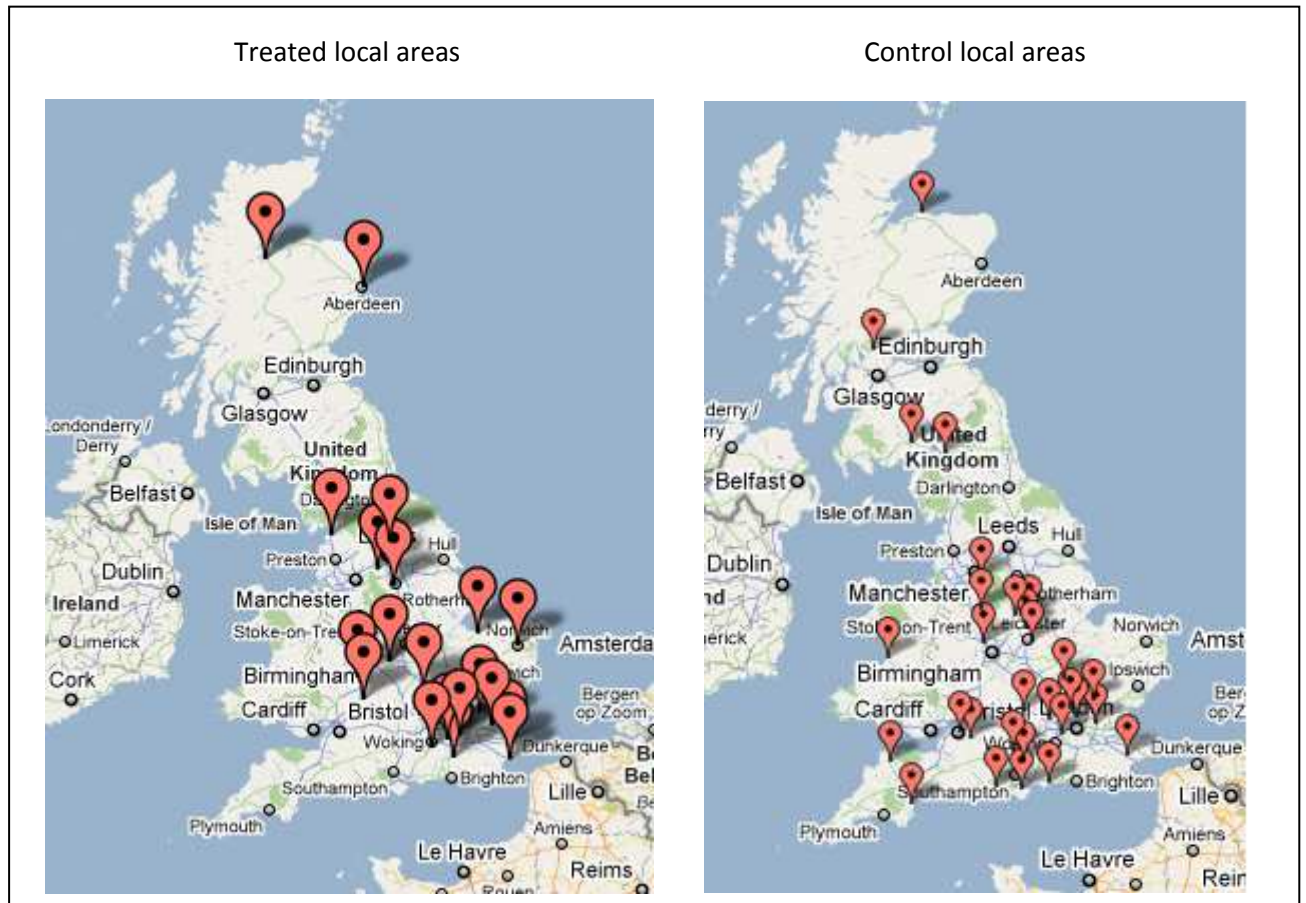 Treated local areas
Control local areas
Aberdeen
Edinburgh
Glasgow
Londonderry /
Derry
United
Kingdom
Belfast
Isle of Man
Preston
Hull
Dublin
Ireland
Manchester
Limerick
Norwich
Amsterda
Cork
Birmingham
Cardiff
Bristol
Bergen
op Zoom
Woking
Dunkerque
Southampton
Brighton
Lille
Plymouth
Amiens
Le Havre
Reims
Aberdeen
Edinburgh
Glasgow
United
Kingdom
Belfast
Darlington
Isle of Man
Leeds
Preston
Hull
Dublin
Manchester
Norwich
Amst
Birmingham
Ipswich
Cardiff
Dunkerque
Southampton
Brighton
Lille
Plymouth
Amiens
Le Havre